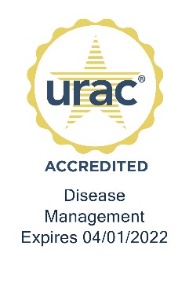 urac®
ACCREDITED
Disease
Management
Expires 04/01/2022